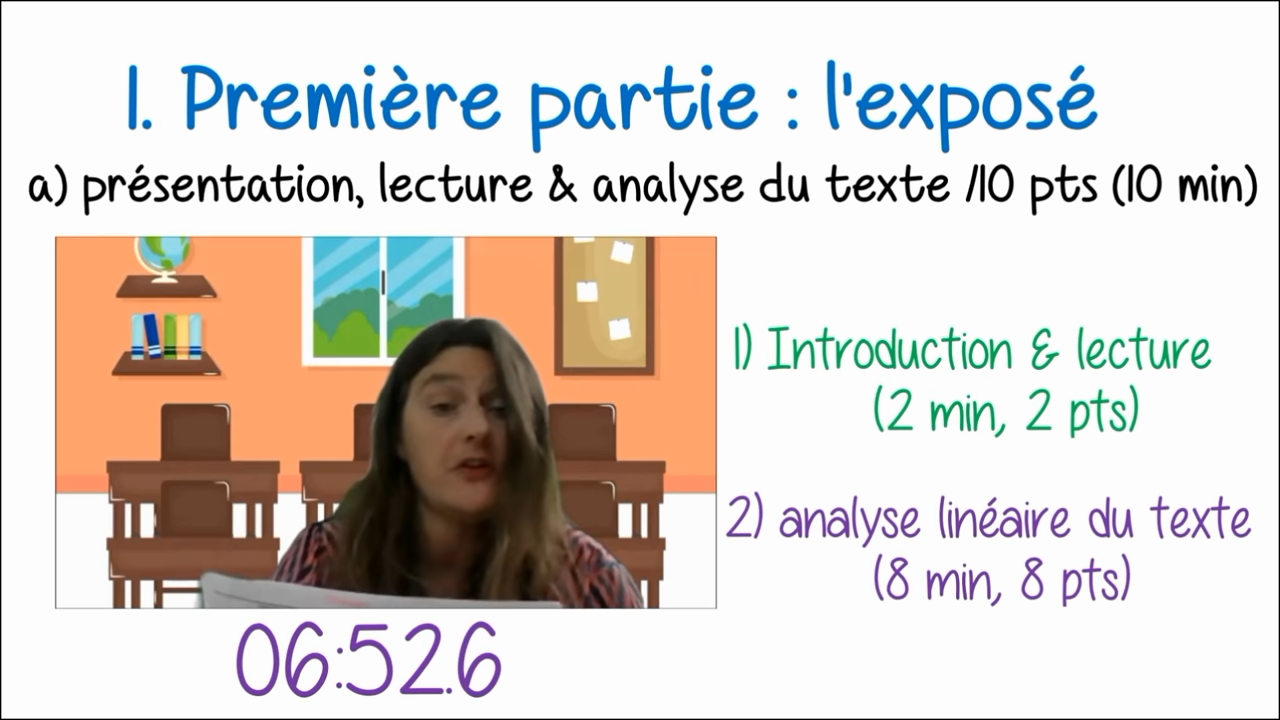 I. Première partie : l'exposé
a) présentation, lecture & analyse du texte /10 pts (10 min)
1) Introduction & lecture
(2 min, 2 pts)
2) analyse linéaire du texte
(8 min, 8 pts)
06:52.6